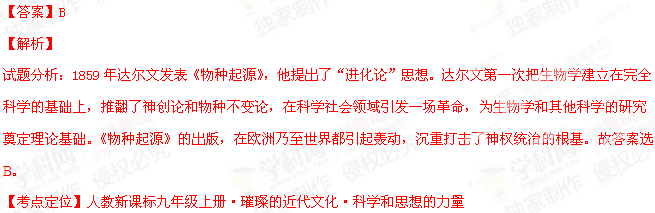 【答案】B
【解析】
试题分析：1859年达尔文发表《物种起源》，他提出了“进化论”思想。达尔文第一次把生物学建立在完全
科学的基础上，推翻了神创论和物种不变论，在科学社会领域引发一场革命，为生物学和其他科学的研究
奠定理论基础。《物种起源》的出版，在欧洲乃至世界都引起轰动，沉重打击了神权统治的根基。故答案选
B。
【考点定位】人教新课标九年级上册·璀璨的近代文化·科学和思想的力量